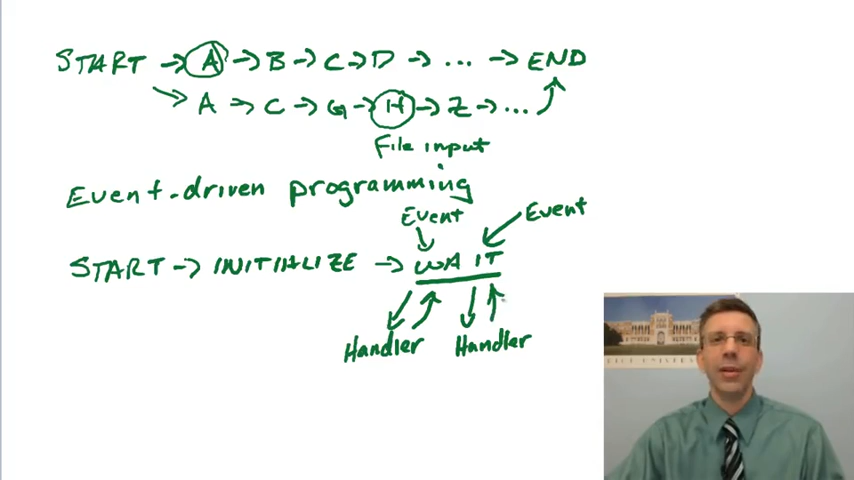 START → A → B → C → D → ... → END
→ A → C → G → H → Z → ...
File input
Event-driven programming
Event Event
START → INITIALIZE → WAIT
Handler Handler